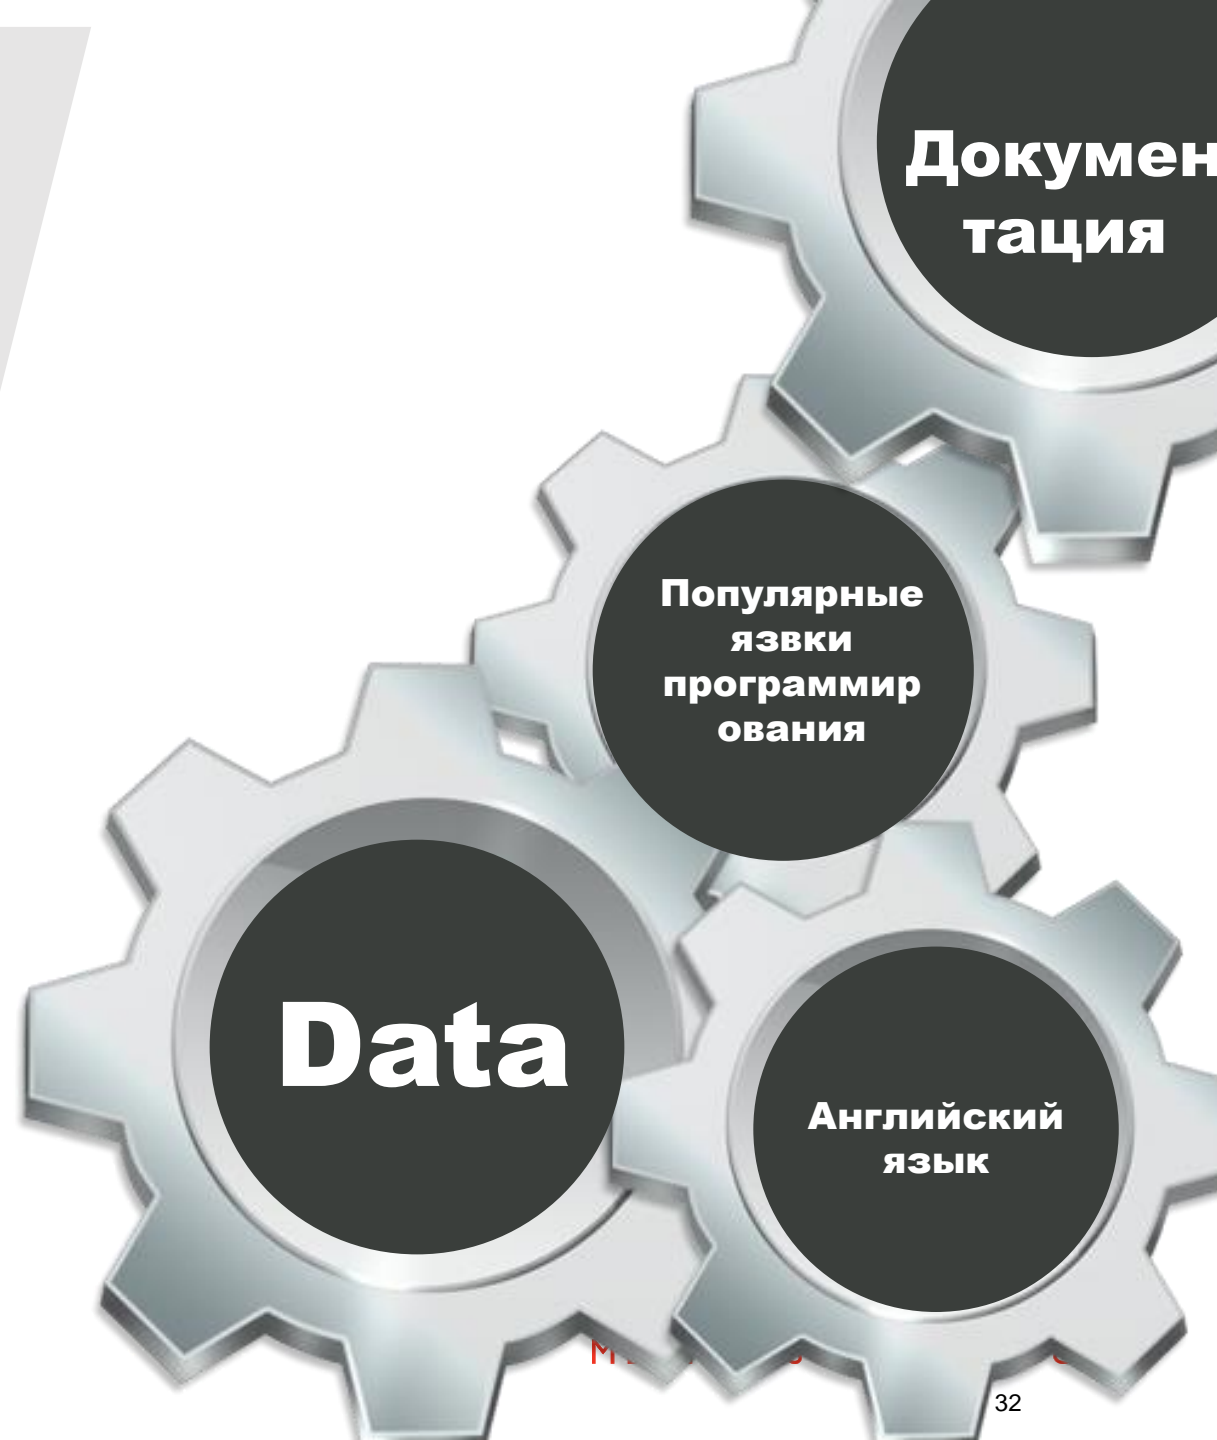 Докумен
тация
Популярные
язвки
программир
ования
Data
Английский
язык
32